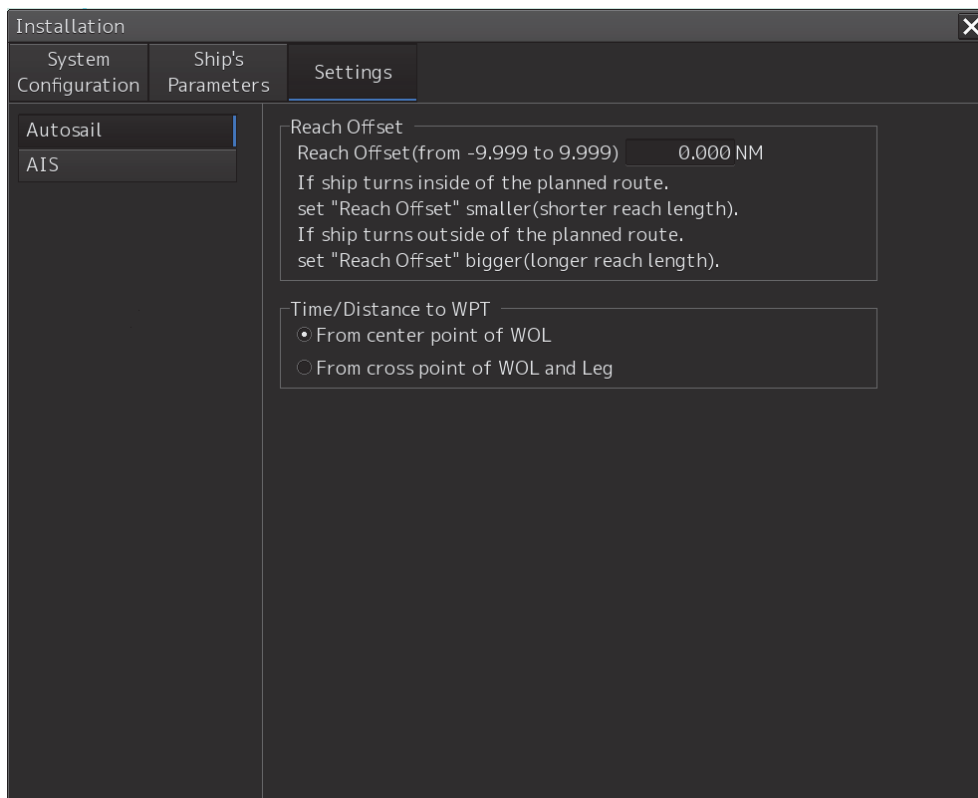 Installation
System
Configuration
Ship's
Parameters
Settings
Autosail
AIS
Reach Offset
Reach Offset(from -9.999 to 9.999) 0.000 NM
If ship turns inside of the planned route.
set "Reach Offset" smaller(shorter reach length).
If ship turns outside of the planned route.
set "Reach Offset" bigger(longer reach length).
Time/Distance to WPT
From center point of WOL
From cross point of WOL and Leg